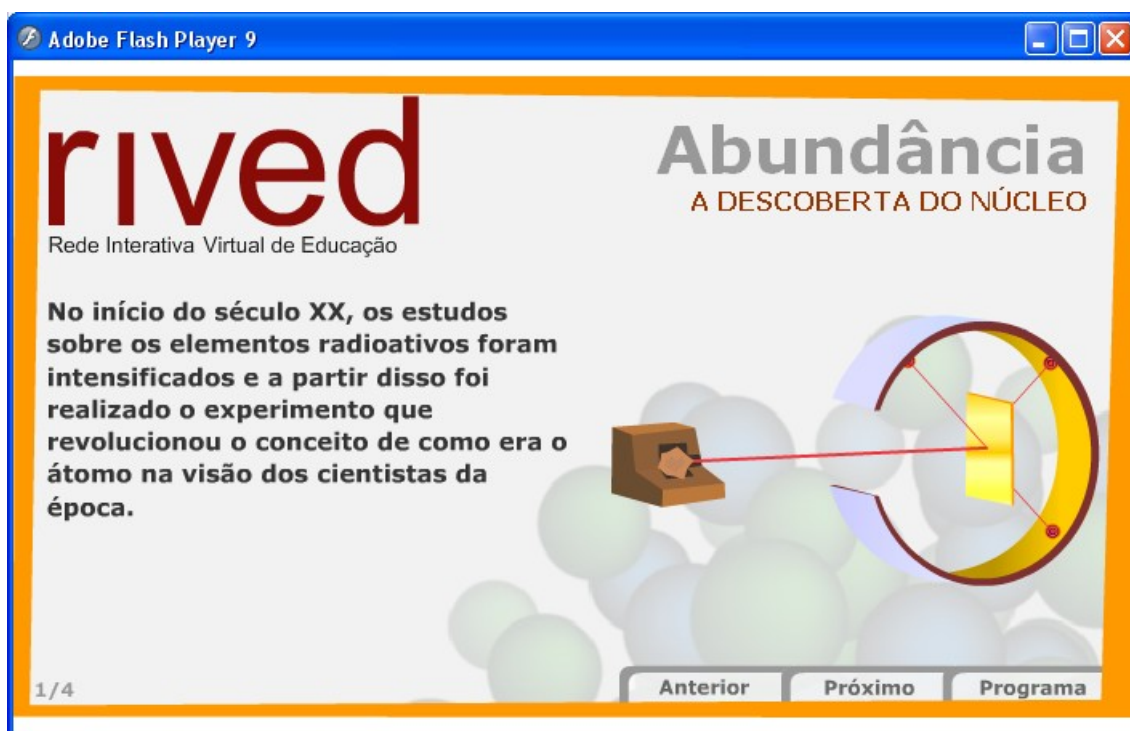 Adobe Flash Player 9
rived
Rede Interativa Virtual de Educação
Abundância
A DESCOBERTA DO NÚCLEO
No início do século XX, os estudos
sobre os elementos radioativos foram
intensificados e a partir disso foi
realizado o experimento que
revolucionou o conceito de como era o
átomo na visão dos cientistas da
época.
1/4
Anterior
Próximo
Programa